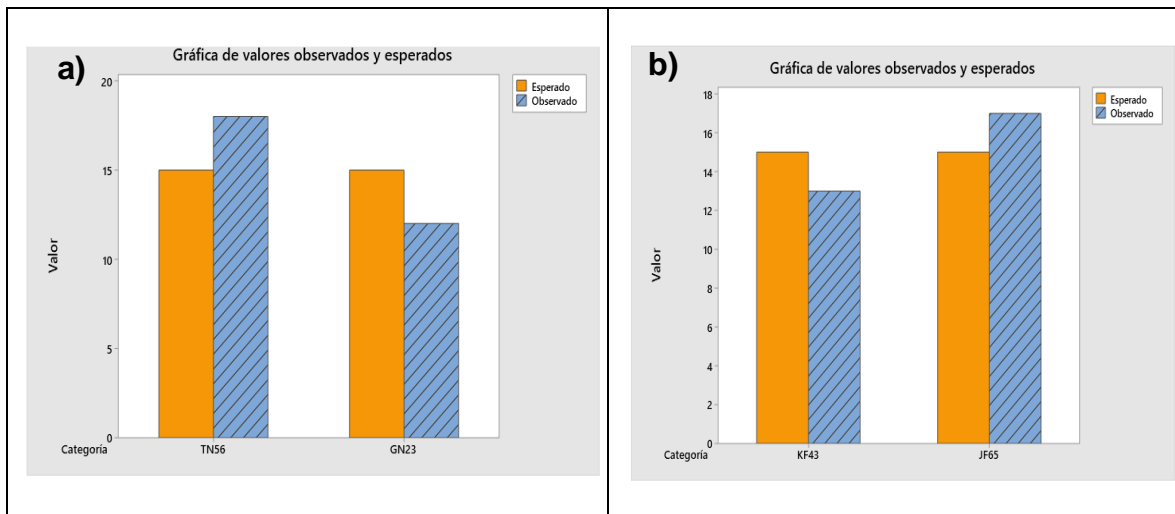 a)
Gráfica de valores observados y esperados
Esperado
Observado
20
15
10
5
0
Valor
Categoría
TN56
GN23
b)
Gráfica de valores observados y esperados
Esperado
Observado
18
16
14
12
10
8
6
4
2
0
Valor
Categoría
KF43
JF65